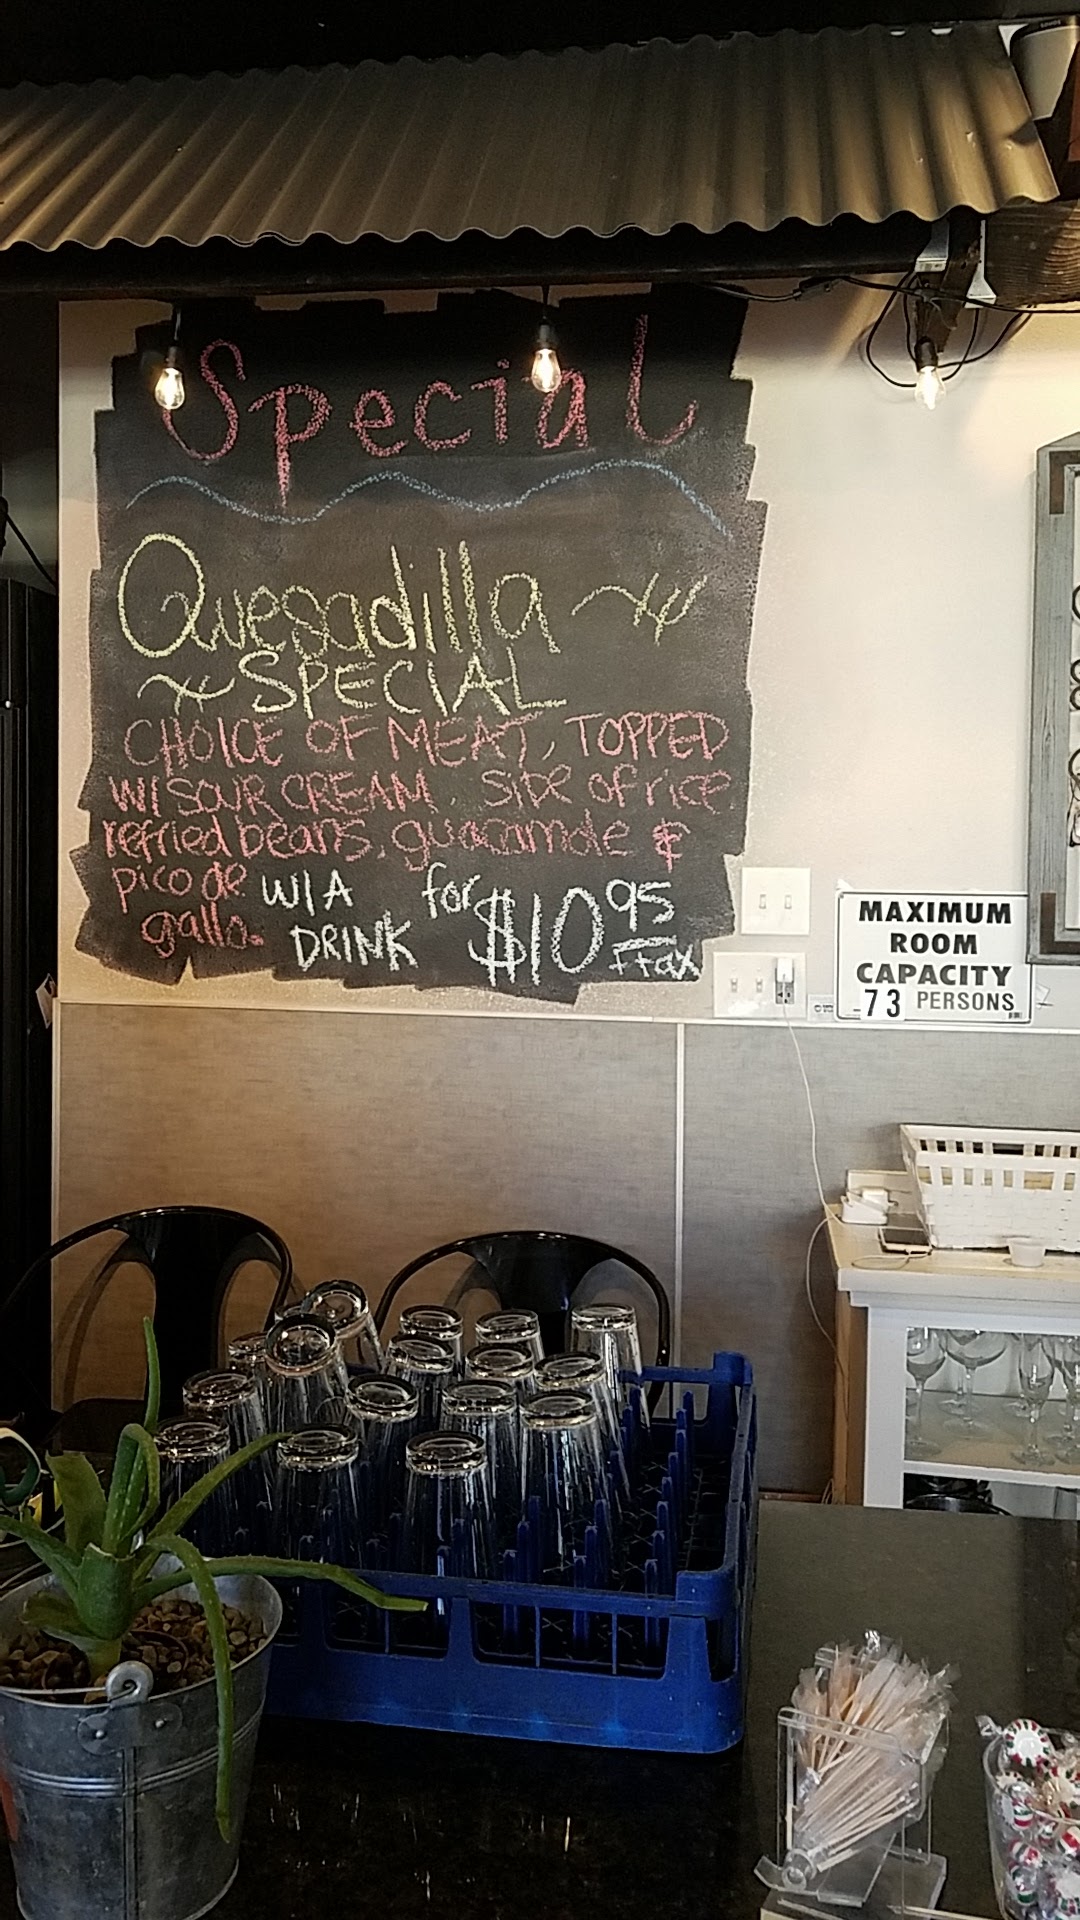 Special
Quesadilla
SPECIAL
CHOICE OF MEAT, TOPPED
W/SOUR CREAM. Side of rice
refried beans, guacamole &
pico de
gallo.
W/A
DRINK
for $10 95
+tax
MAXIMUM
ROOM
CAPACITY
73 PERSONS